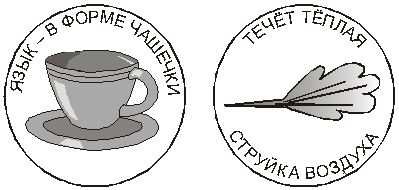 ЯЗЫК – В ФОРМЕ ЧАШЕЧКИ
ТЕЧЁТ ТЁПЛАЯ
СТРУЙКА ВОЗДУХА